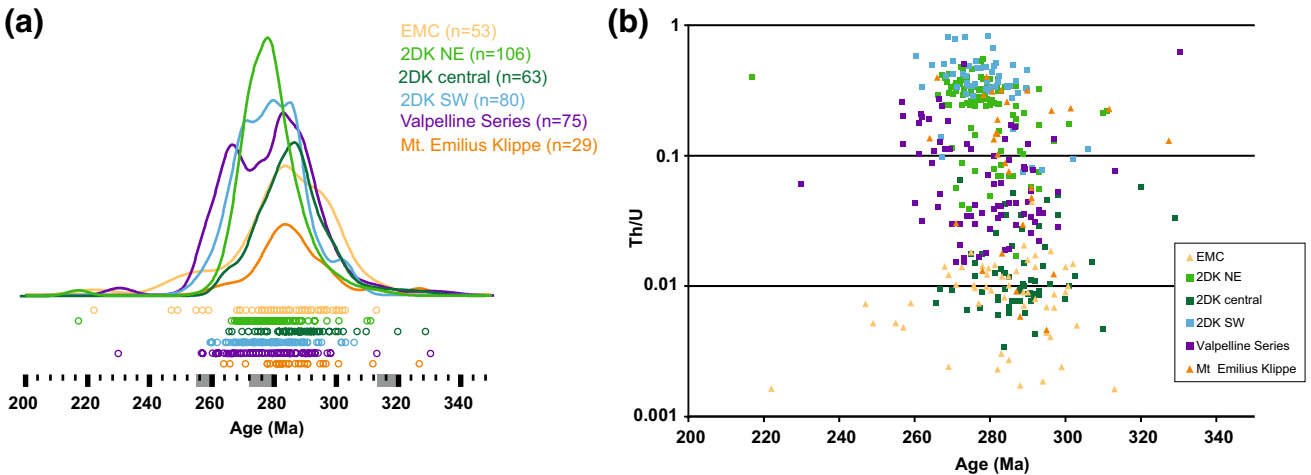 (a)
EMC (n=53)
2DK NE (n=106)
2DK central (n=63)
2DK SW (n=80)
Valpelline Series (n=75)
Mt. Emilius Klippe (n=29)
200 220 240 260 280 300 320 340
Age (Ma)
(b)
1
0.1
0.01
0.001
Th/U
200 220 240 260 280 300 320 340
Age (Ma)
EMC
2DK NE
2DK central
2DK SW
Valpelline Series
Mt Emilius Klippe